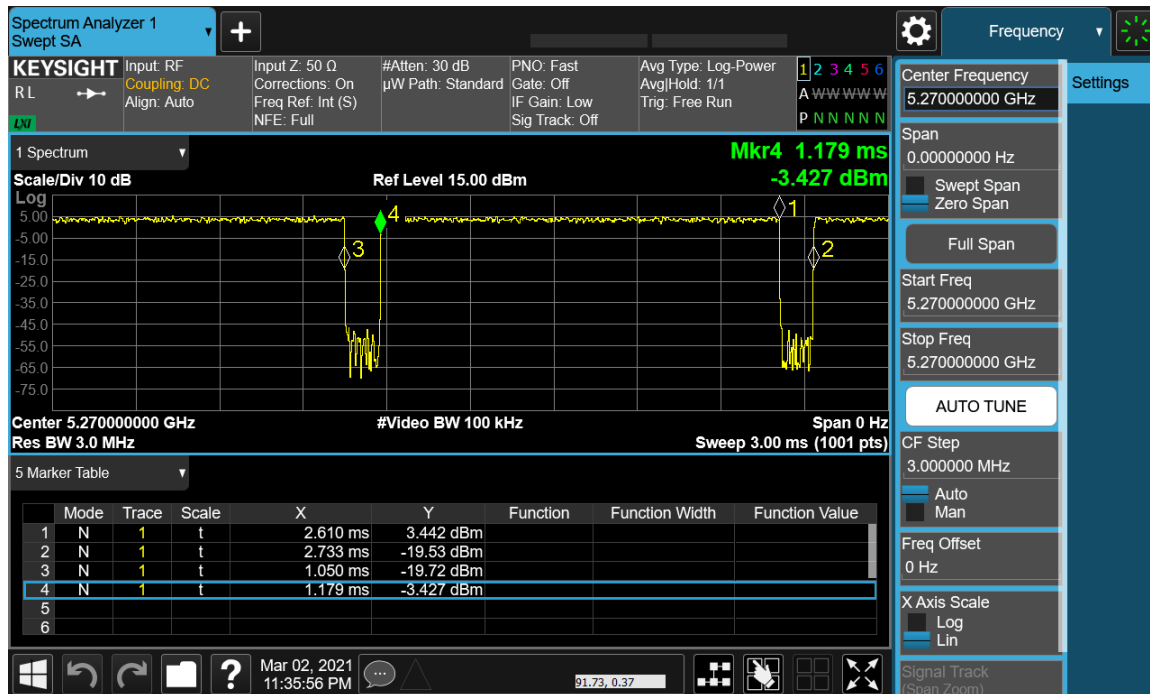 Spectrum Analyzer 1
Swept SA
Frequency
KEYSIGHT
R L
LXI
Input: RF
Coupling: DC
Align: Auto
Input Z: 50 Ω
Corrections: On
Freq Ref: Int (S)
NFE: Full
#Atten: 30 dB
µW Path: Standard
PNO: Fast
Gate: Off
IF Gain: Low
Sig Track: Off
Avg Type: Log-Power
Avg|Hold: 1/1
Trig: Free Run
1 2 3 4 5 6
A W W W W W
P N N N N N
1 Spectrum
Mkr4 1.179 ms
Scale/Div 10 dB
Ref Level 15.00 dBm
-3.427 dBm
Log
5.00
-5.00
-15.0
-25.0
-35.0
-45.0
-55.0
-65.0
-75.0
4
3
1
2
Center 5.270000000 GHz
#Video BW 100 kHz
Span 0 Hz
Res BW 3.0 MHz
Sweep 3.00 ms (1001 pts)
5 Marker Table
Mode Trace Scale X Y Function Function Width Function Value
1 N 1 t 2.610 ms 3.442 dBm
2 N 1 t 2.733 ms -19.53 dBm
3 N 1 t 1.050 ms -19.72 dBm
4 N 1 t 1.179 ms -3.427 dBm
5
6
Center Frequency
5.270000000 GHz
Settings
Span
0.00000000 Hz
Swept Span
Zero Span
Full Span
Start Freq
5.270000000 GHz
Stop Freq
5.270000000 GHz
AUTO TUNE
CF Step
3.000000 MHz
Auto
Man
Freq Offset
0 Hz
X Axis Scale
Log
Lin
Signal Track
(Span Zoom)
?
Mar 02, 2021
11:35:56 PM
91.73, 0.37